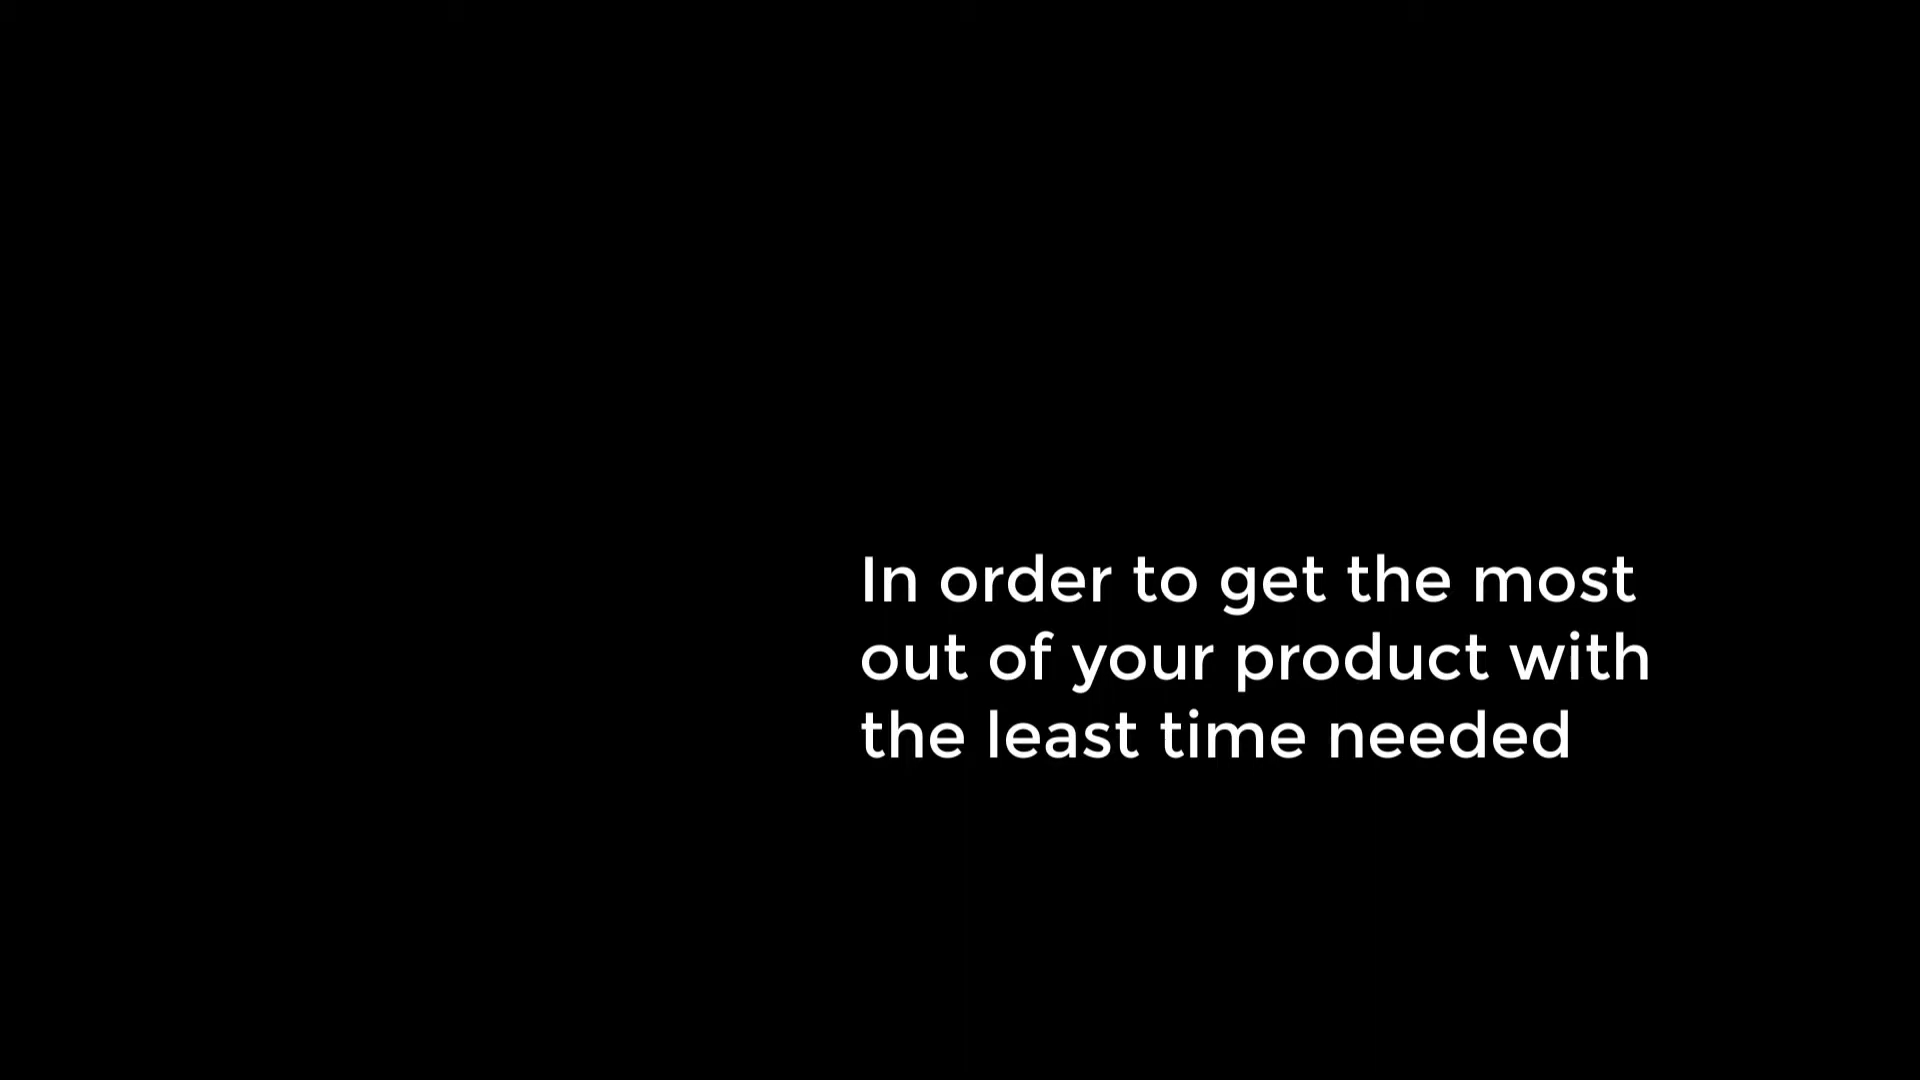 In order to get the most
out of your product with
the least time needed